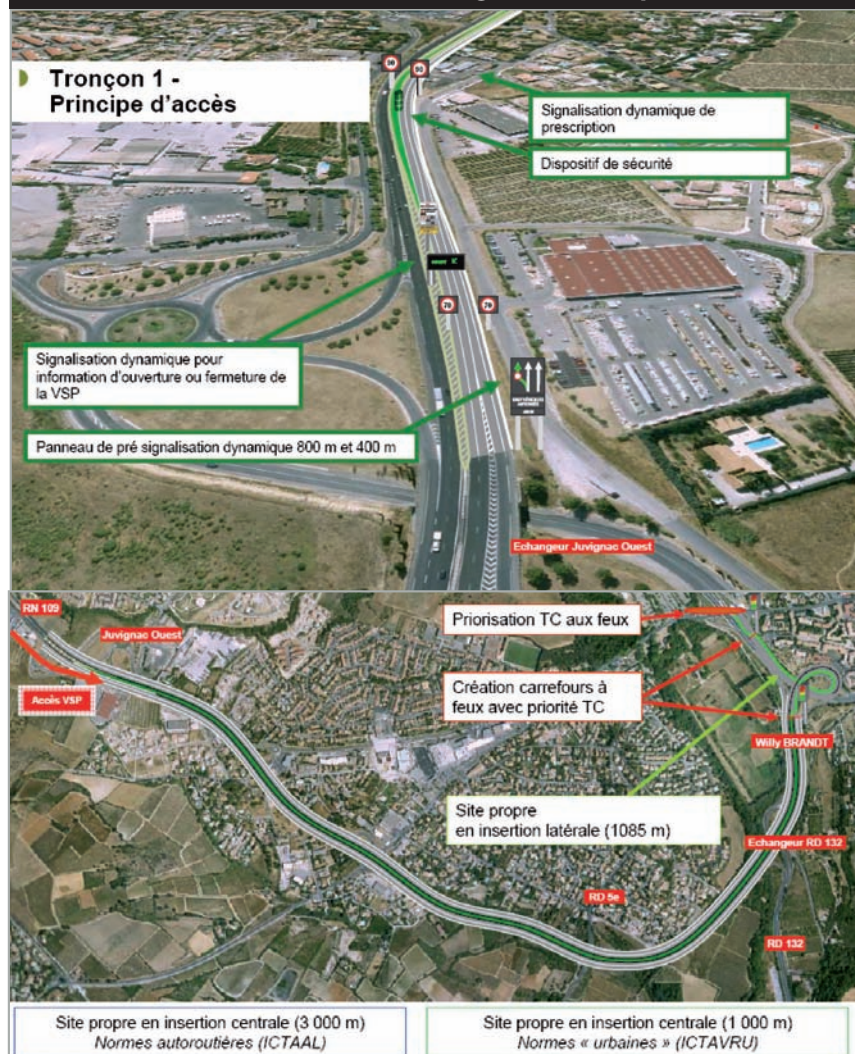 Tronçon 1 -
Principe d'accès
90
90
Signalisation dynamique de
prescription
Dispositif de sécurité
70
70
Signalisation dynamique pour
information d'ouverture ou fermeture de
la VSP
Panneau de pré signalisation dynamique 800 m et 400 m
Echangeur Juvignac Ouest
RN 109
Juvignac Ouest
Priorisation TC aux feux
Accès VSP
Création carrefours à
feux avec priorité TC
Willy BRANDT
Site propre
en insertion latérale (1085 m)
Echangeur RD 132
RD 5e
RD 132
Site propre en insertion centrale (3 000 m)
Normes autoroutières (ICTAAL)
Site propre en insertion centrale (1 000 m)
Normes « urbaines » (ICTAVRU)